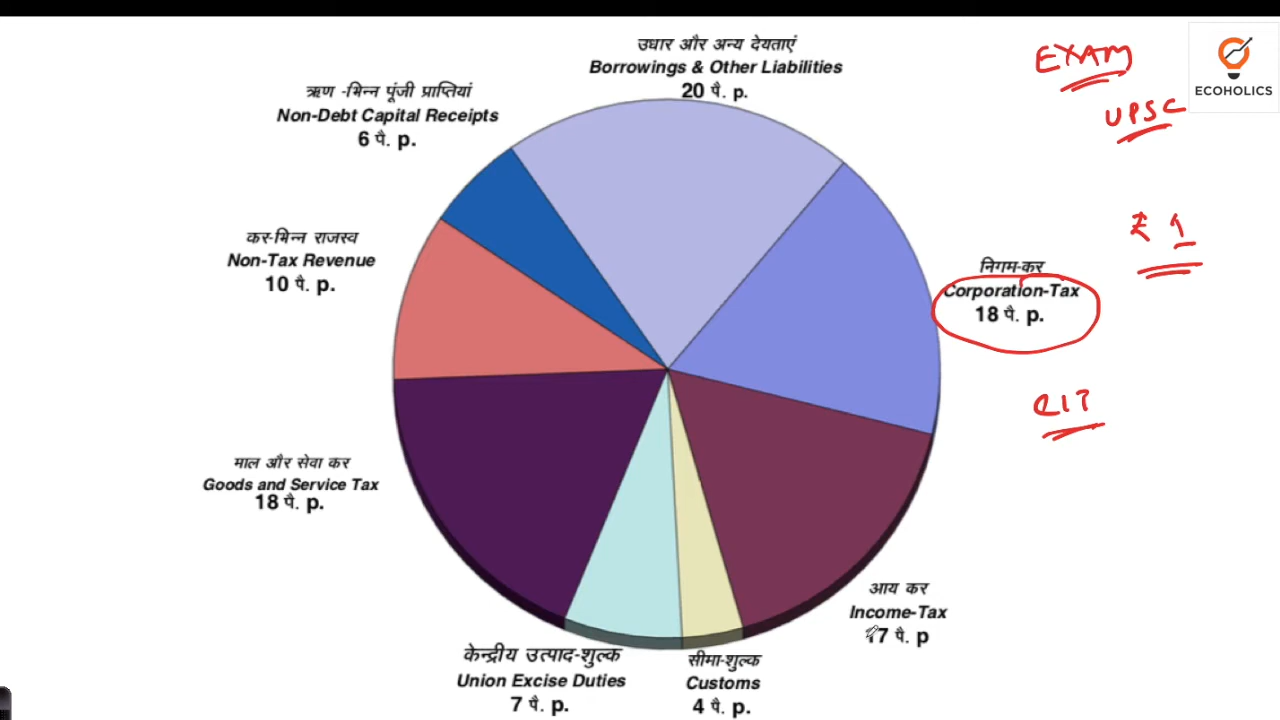 उधार और अन्य देयताएं
Borrowings & Other Liabilities
20 पै. p.
EXAM
UPSC
ECOHOLICS
ऋण -भिन्न पूंजी प्राप्तियां
Non-Debt Capital Receipts
6 पै. p.
कर-भिन्न राजस्व
Non-Tax Revenue
10 पै. p.
₹ 1
निगम-कर
Corporation-Tax
18 पै. p.
माल और सेवा कर
Goods and Service Tax
18 पै. p.
आय कर
Income-Tax
17 पै. p
केन्द्रीय उत्पाद-शुल्क
Union Excise Duties
7 पै. p.
सीमा-शुल्क
Customs
4 पै. p.